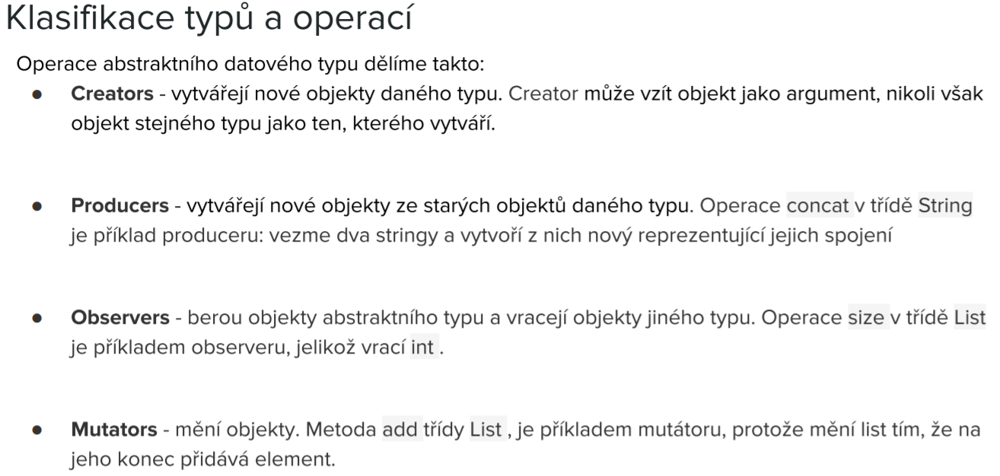 Klasifikace typů a operací
Operace abstraktního datového typu dělíme takto:
● Creators - vytvářejí nové objekty daného typu. Creator může vzít objekt jako argument, nikoli však
objekt stejného typu jako ten, kterého vytváří.
● Producers - vytvářejí nové objekty ze starých objektů daného typu. Operace concat v třídě String
je příklad produceru: vezme dva stringy a vytvoří z nich nový reprezentující jejich spojení
● Observers - berou objekty abstraktního typu a vracejí objekty jiného typu. Operace size v třídě List
je příkladem observeru, jelikož vrací int .
● Mutators - mění objekty. Metoda add třídy List , je příkladem mutátoru, protože mění list tím, že na
jeho konec přidává element.